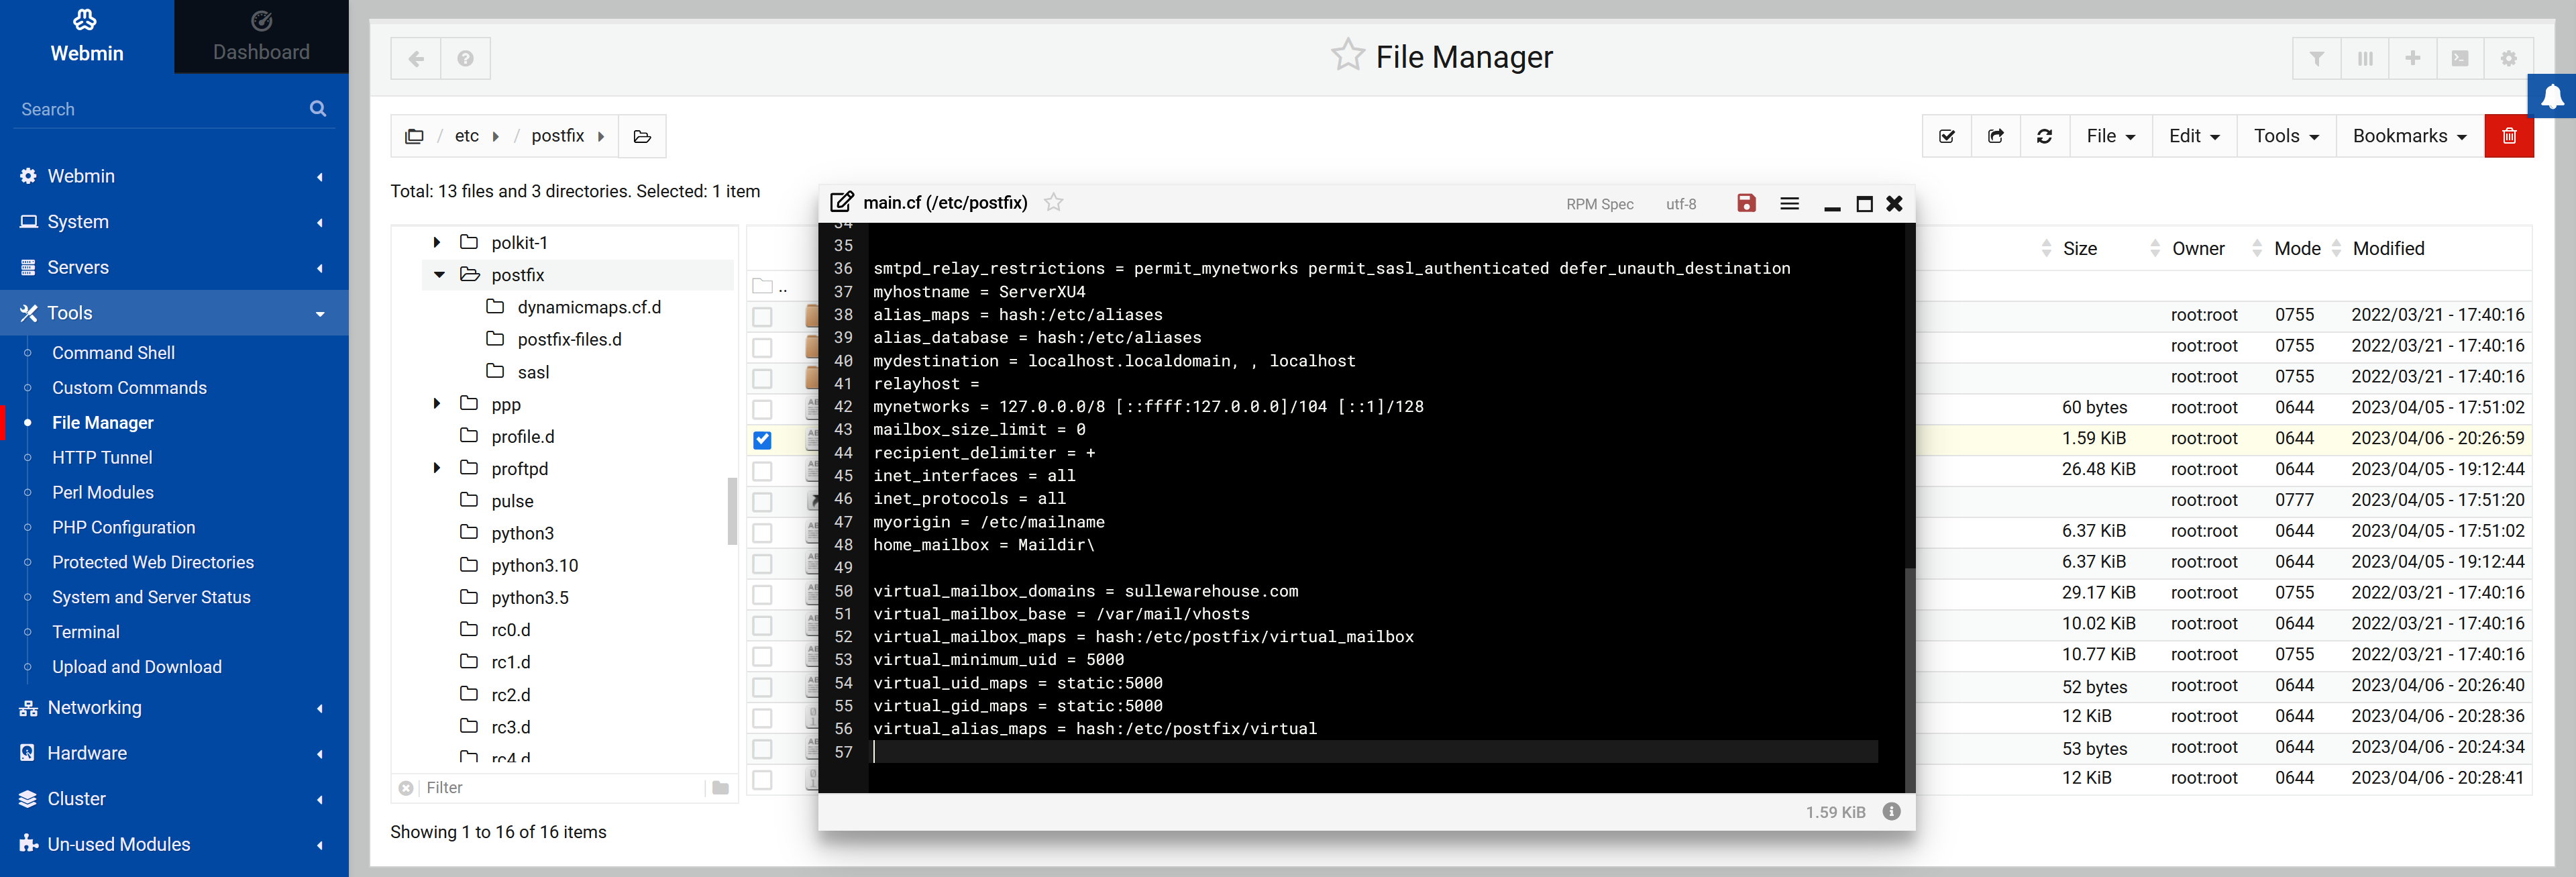 Webmin
Dashboard
Search
Webmin
System
Servers
Tools
Command Shell
Custom Commands
File Manager
HTTP Tunnel
Perl Modules
PHP Configuration
Protected Web Directories
System and Server Status
Terminal
Upload and Download
Networking
Hardware
Cluster
Un-used Modules
File Manager
/ etc / postfix
File Edit Tools Bookmarks
Total: 13 files and 3 directories. Selected: 1 item
polkit-1
postfix
dynamicmaps.cf.d
postfix-files.d
sasl
ppp
profile.d
proftpd
pulse
python3
python3.10
python3.5
rc0.d
rc1.d
rc2.d
rc3.d
rc4.d
Filter
Showing 1 to 16 of 16 items
..
main.cf (/etc/postfix) RPM Spec utf-8
34
35
36 smtpd_relay_restrictions = permit_mynetworks permit_sasl_authenticated defer_unauth_destination
37 myhostname = ServerXU4
38 alias_maps = hash:/etc/aliases
39 alias_database = hash:/etc/aliases
40 mydestination = localhost.localdomain, , localhost
41 relayhost =
42 mynetworks = 127.0.0.0/8 [::ffff:127.0.0.0]/104 [::1]/128
43 mailbox_size_limit = 0
44 recipient_delimiter = +
45 inet_interfaces = all
46 inet_protocols = all
47 myorigin = /etc/mailname
48 home_mailbox = Maildir\
49
50 virtual_mailbox_domains = sullewarehouse.com
51 virtual_mailbox_base = /var/mail/vhosts
52 virtual_mailbox_maps = hash:/etc/postfix/virtual_mailbox
53 virtual_minimum_uid = 5000
54 virtual_uid_maps = static:5000
55 virtual_gid_maps = static:5000
56 virtual_alias_maps = hash:/etc/postfix/virtual
57
1.59 KiB
Size Owner Mode Modified
root:root 0755 2022/03/21 - 17:40:16
root:root 0755 2022/03/21 - 17:40:16
root:root 0755 2022/03/21 - 17:40:16
60 bytes root:root 0644 2023/04/05 - 17:51:02
1.59 KiB root:root 0644 2023/04/06 - 20:26:59
26.48 KiB root:root 0644 2023/04/05 - 19:12:44
root:root 0777 2023/04/05 - 17:51:20
6.37 KiB root:root 0644 2023/04/05 - 17:51:02
6.37 KiB root:root 0644 2023/04/05 - 19:12:44
29.17 KiB root:root 0755 2022/03/21 - 17:40:16
10.02 KiB root:root 0644 2022/03/21 - 17:40:16
10.77 KiB root:root 0755 2022/03/21 - 17:40:16
52 bytes root:root 0644 2023/04/06 - 20:26:40
12 KiB root:root 0644 2023/04/06 - 20:28:36
53 bytes root:root 0644 2023/04/06 - 20:24:34
12 KiB root:root 0644 2023/04/06 - 20:28:41